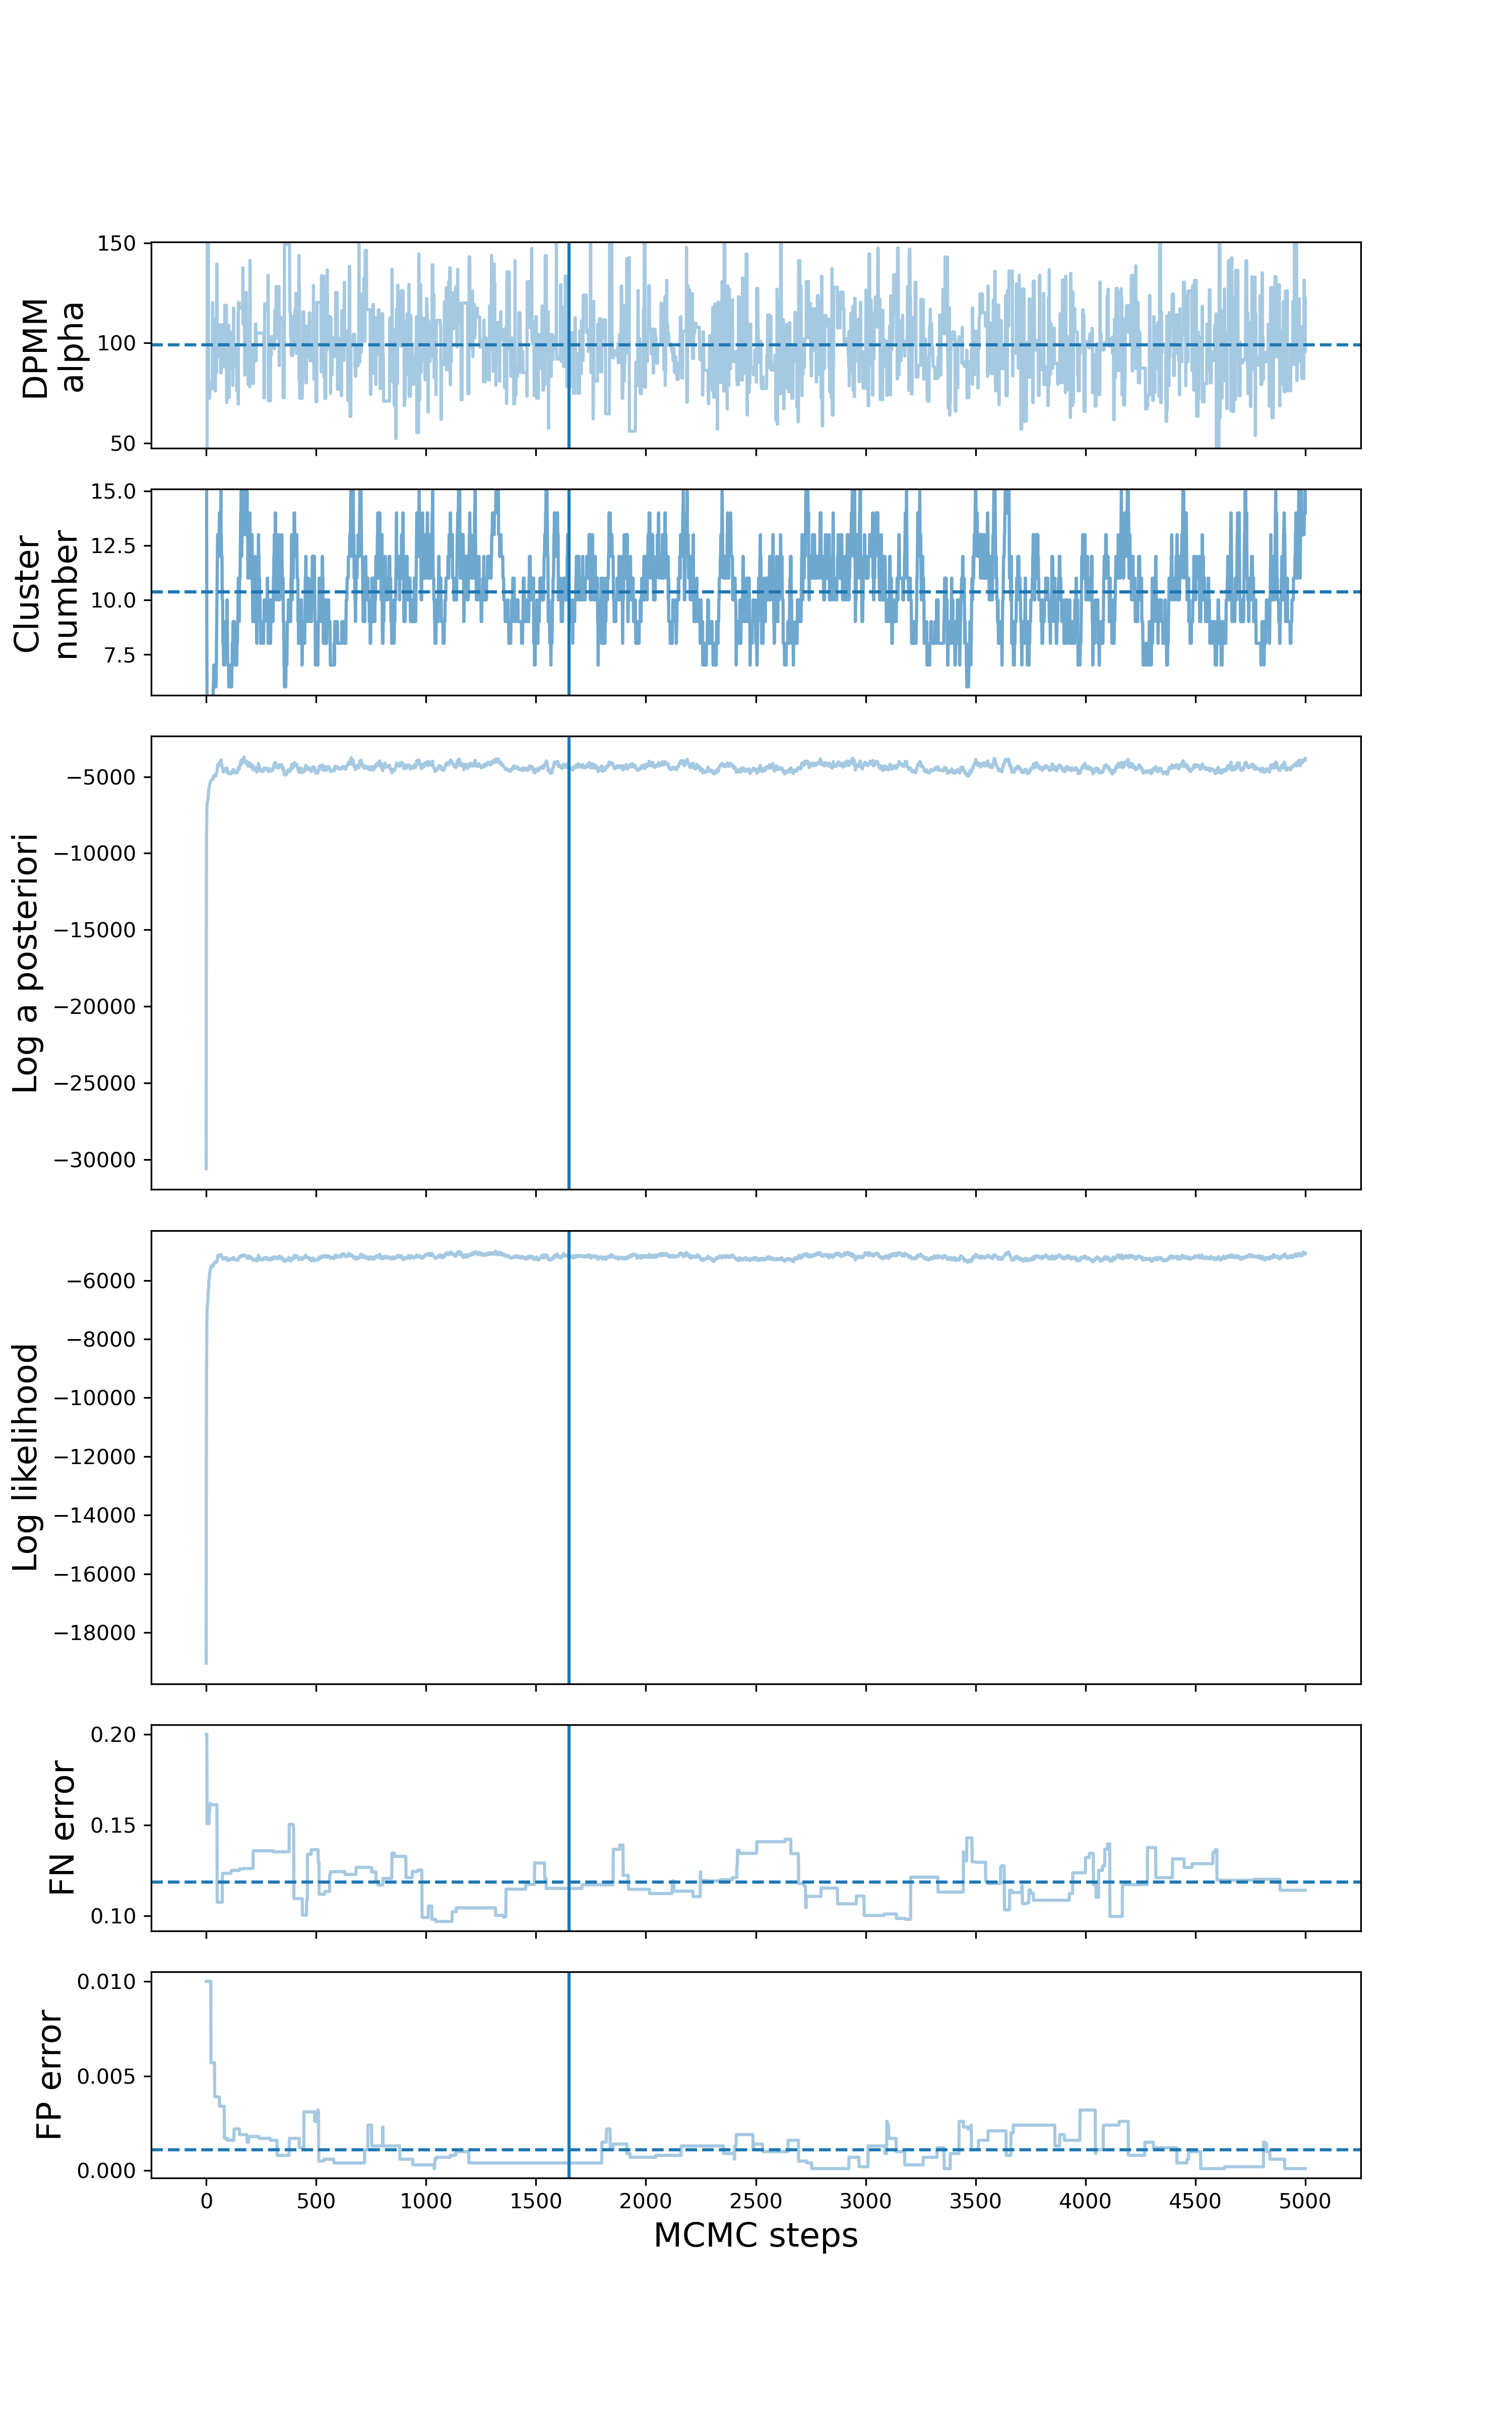 DPMM
alpha
150
100
50
Cluster
number
15.0
12.5
10.0
7.5
Log a posteriori
−5000
−10000
−15000
−20000
−25000
−30000
Log likelihood
−6000
−8000
−10000
−12000
−14000
−16000
−18000
FN error
0.20
0.15
0.10
FP error
0.010
0.005
0.000
0 500 1000 1500 2000 2500 3000 3500 4000 4500 5000
MCMC steps